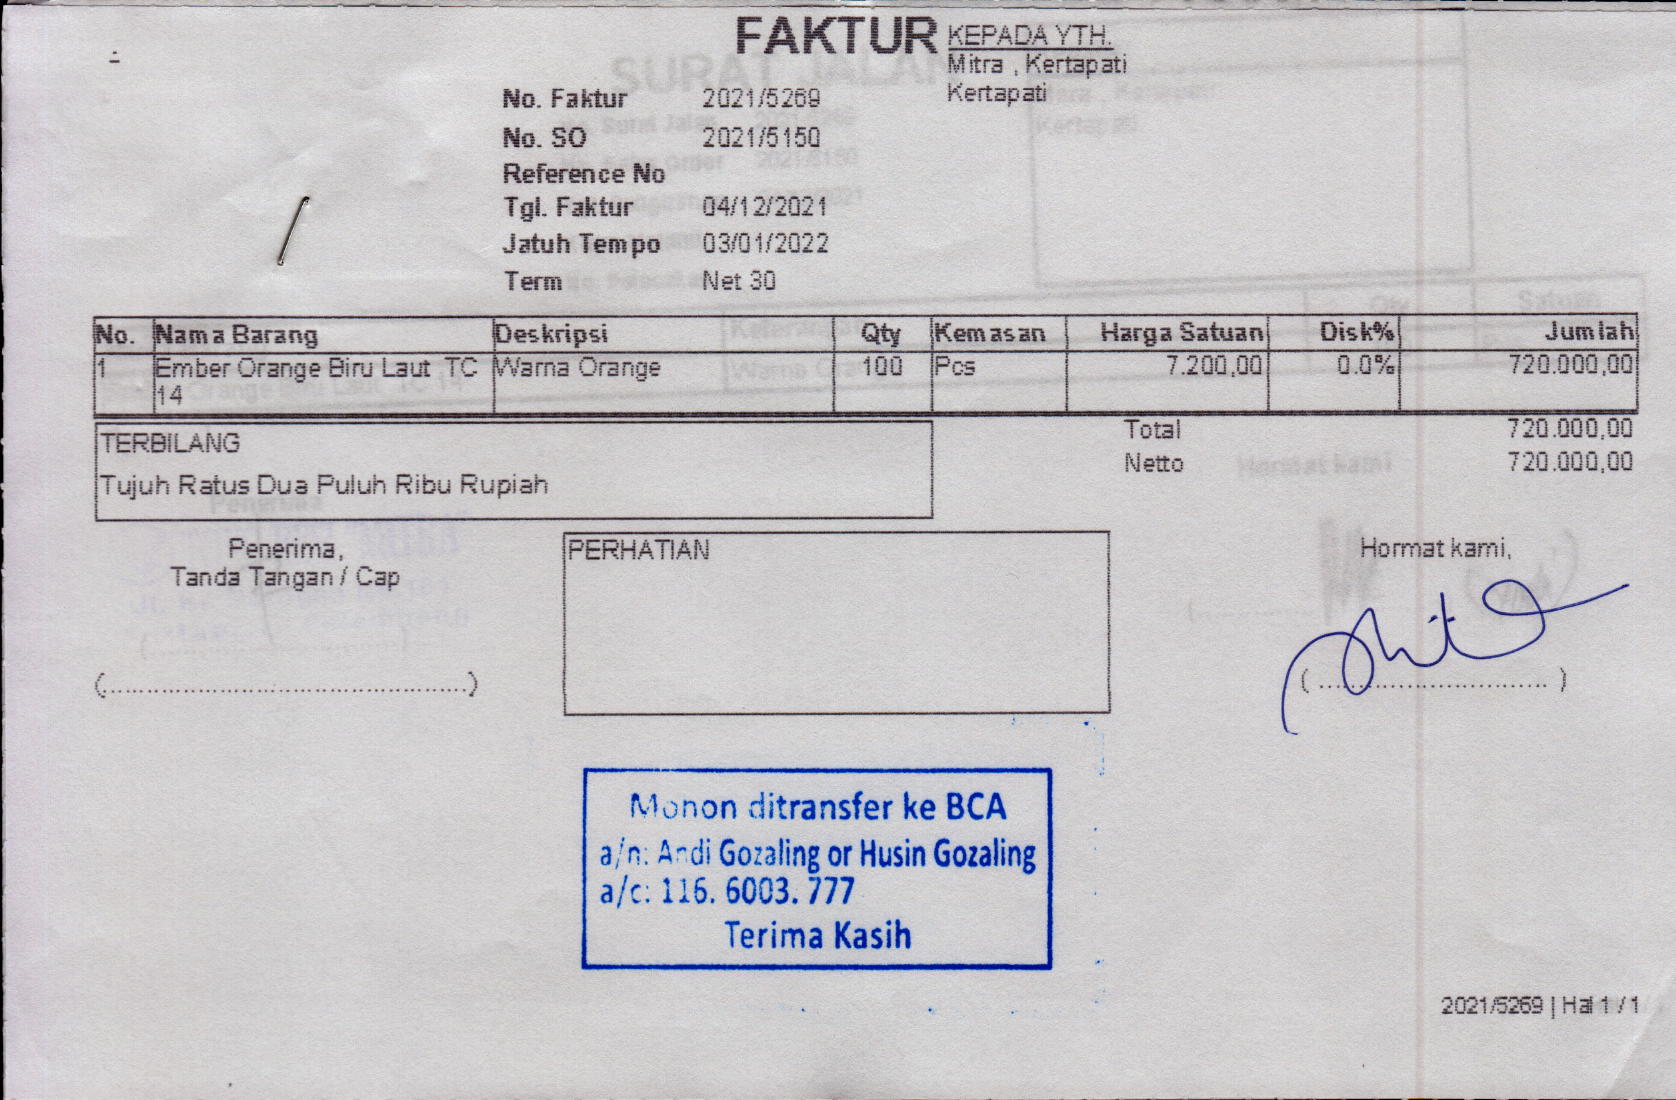 FAKTUR
KEPADA YTH.
Mitra , Kertapati
Kertapati
No. Faktur 2021/5269
No. SO 2021/5150
Reference No
Tgl. Faktur 04/12/2021
Jatuh Tempo 03/01/2022
Term Net 30
No. Nama Barang Deskripsi Qty Kemasan Harga Satuan Disk% Jumlah
1 Ember Orange Biru Laut TC Warna Orange 100 Pcs 7.200,00 0.0% 720.000,00
14
TERBILANG
Tujuh Ratus Dua Puluh Ribu Rupiah
Total 720.000,00
Netto 720.000,00
Penerima,
Tanda Tangan / Cap
(................................................)
PERHATIAN
Hormat kami,
( .............................. )
Mohon ditransfer ke BCA
a/n: Andi Gozaling or Husin Gozaling
a/c: 116. 6003. 777
Terima Kasih
2021/5269 | Hal 1 / 1